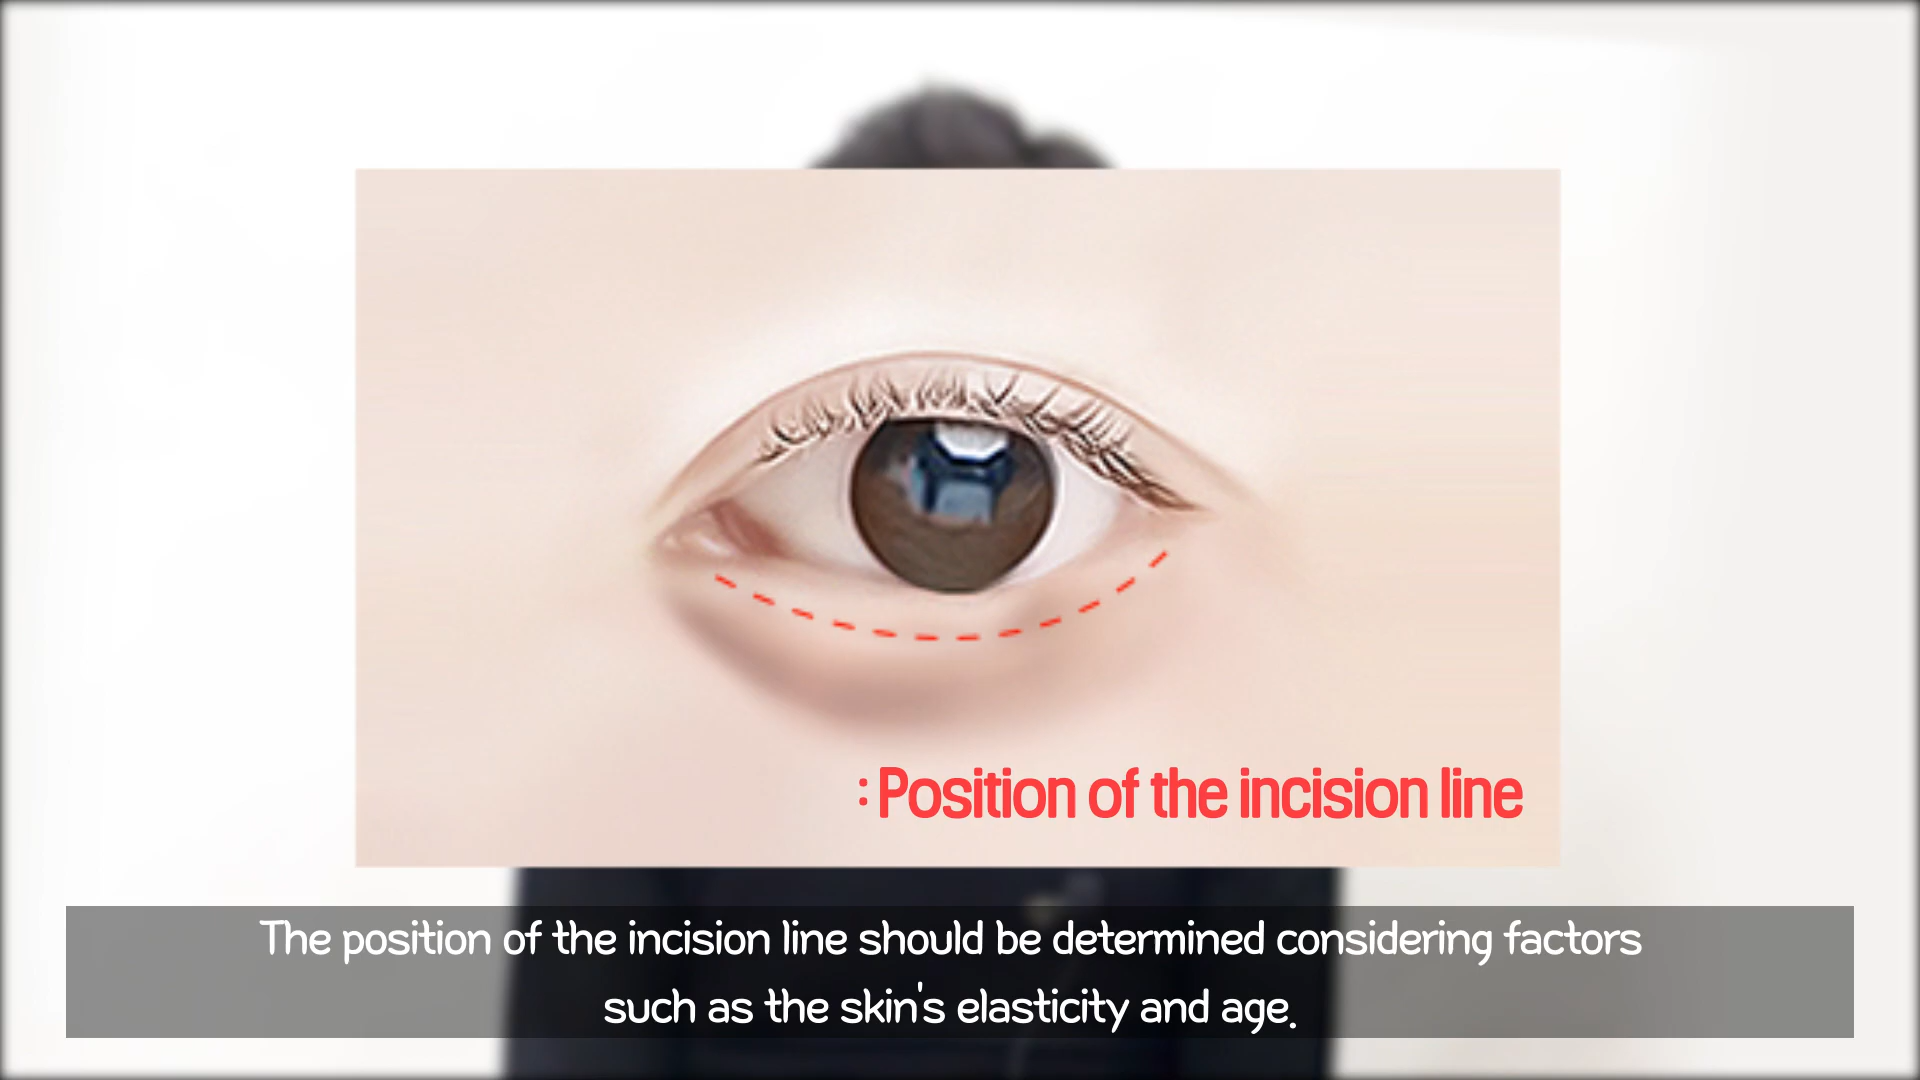 : Position of the incision line
The position of the incision line should be determined considering factors
such as the skin's elasticity and age.